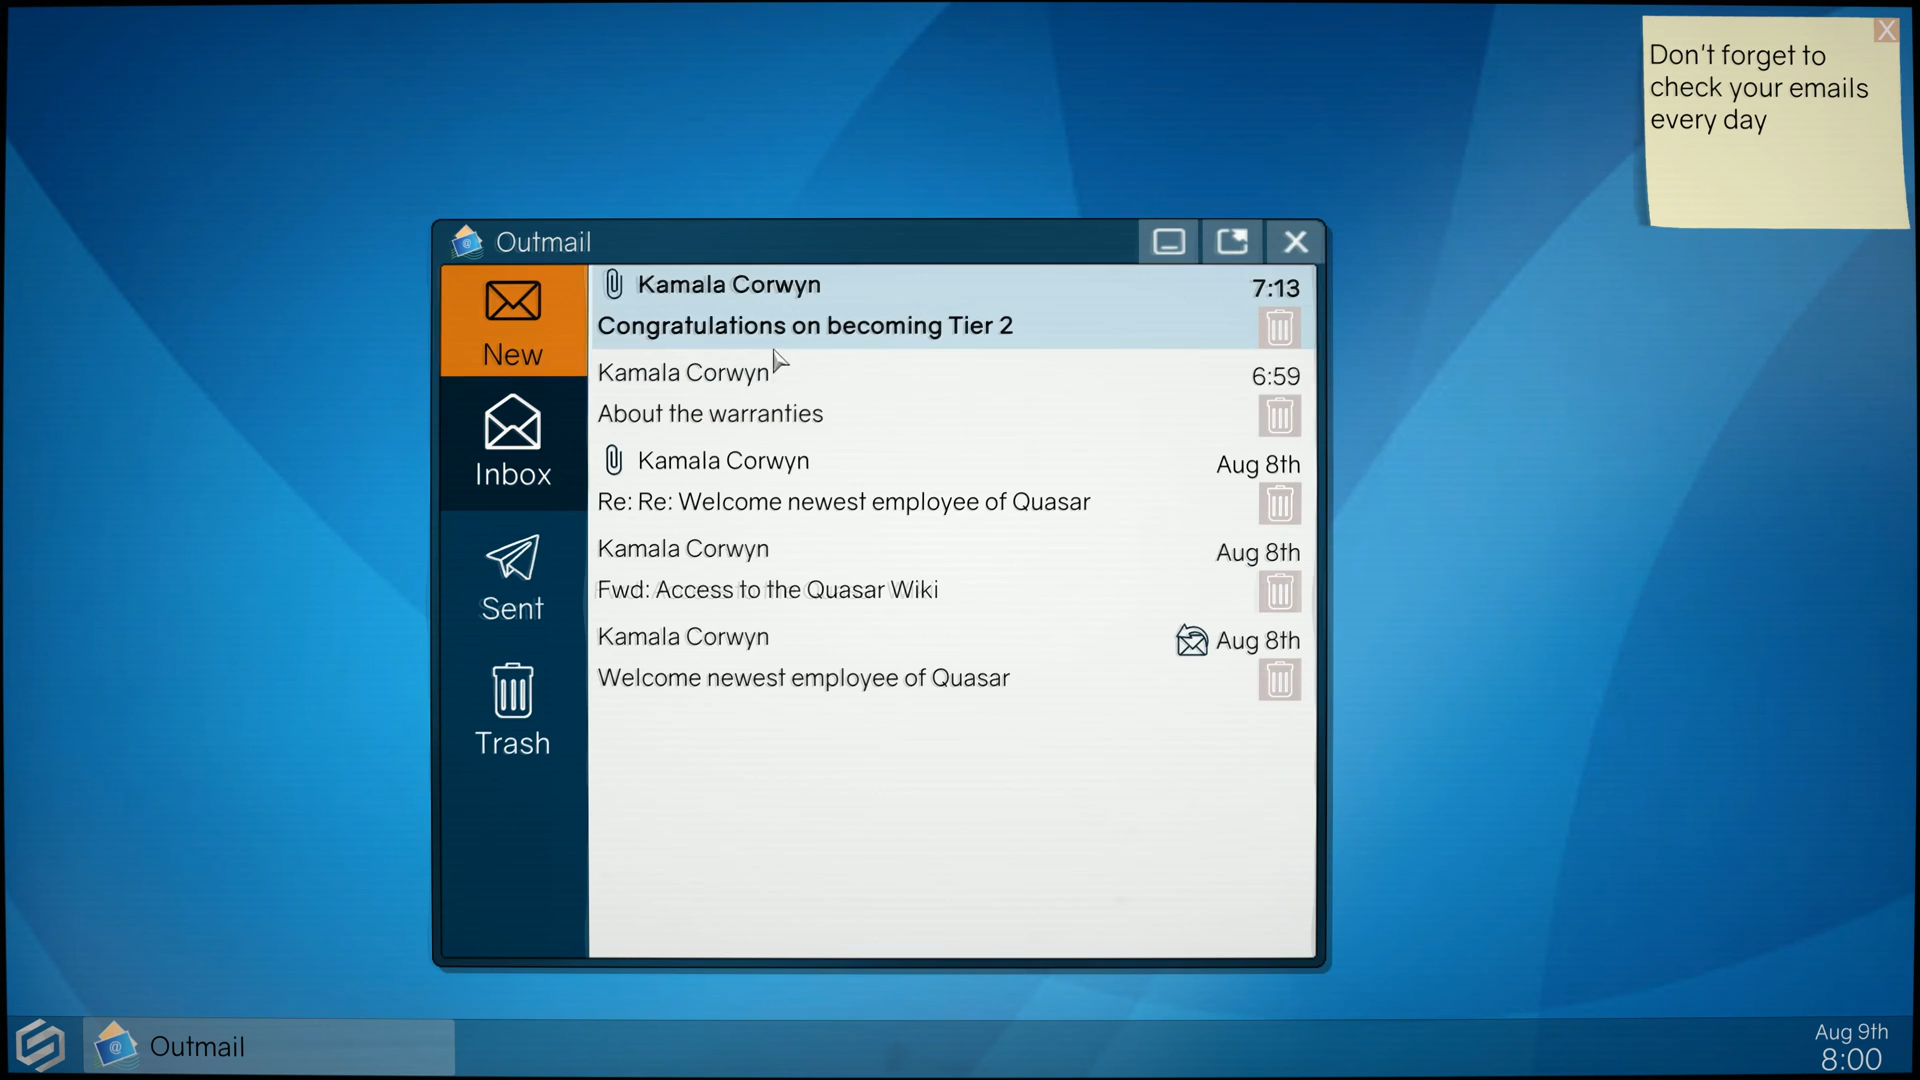 Don't forget to
check your emails
every day
X
Outmail
New
Inbox
Sent
Trash
Kamala Corwyn 7:13
Congratulations on becoming Tier 2
Kamala Corwyn 6:59
About the warranties
Kamala Corwyn Aug 8th
Re: Re: Welcome newest employee of Quasar
Kamala Corwyn Aug 8th
Fwd: Access to the Quasar Wiki
Kamala Corwyn Aug 8th
Welcome newest employee of Quasar
Outmail
Aug 9th
8:00